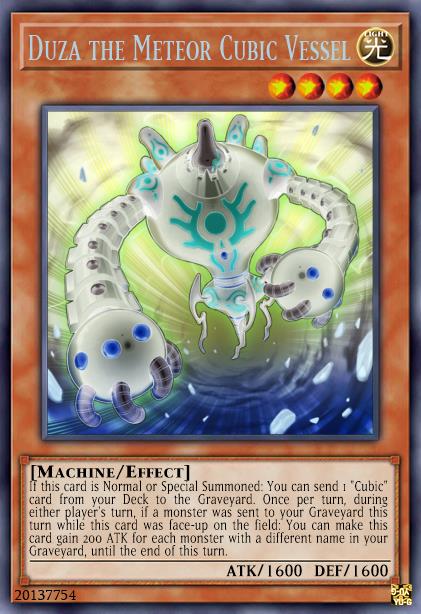 Duza the Meteor Cubic Vessel
LIGHT
光
[Machine/Effect]
If this card is Normal or Special Summoned: You can send 1 "Cubic"
card from your Deck to the Graveyard. Once per turn, during
either player's turn, if a monster was sent to your Graveyard this
turn while this card was face-up on the field: You can make this
card gain 200 ATK for each monster with a different name in your
Graveyard, until the end of this turn.
ATK/1600 DEF/1600
20137754